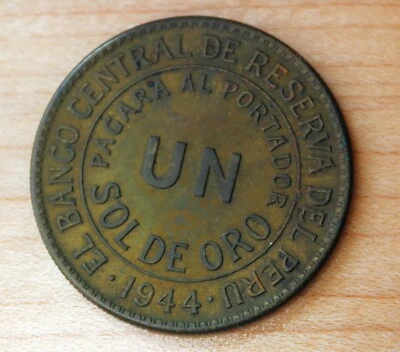 · EL BANCO CENTRAL DE RESERVA DEL PERU ·
1944
PAGARA AL PORTADOR
UN
SOL DE ORO